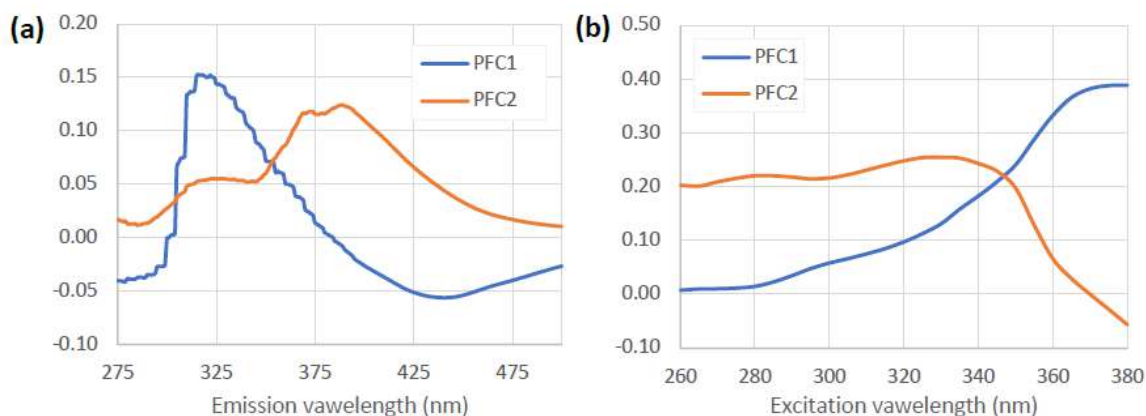 (a)
0.20
0.15
0.10
0.05
0.00
-0.05
-0.10
PFC1
PFC2
275 325 375 425 475
Emission vawelength (nm)
(b)
0.50
0.40
0.30
0.20
0.10
0.00
-0.10
PFC1
PFC2
260 280 300 320 340 360 380
Excitation vawelength (nm)